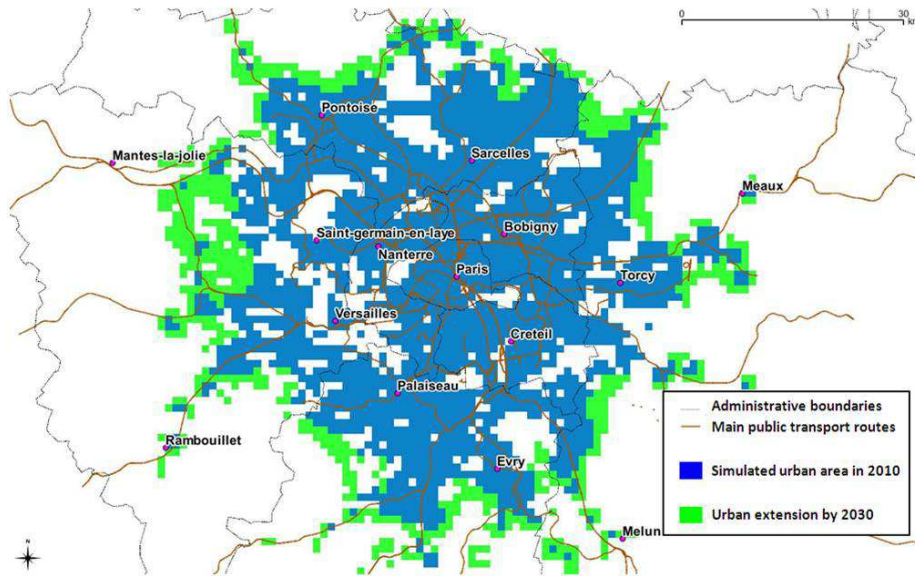 0 30
km
Pontoise
Mantes-la-jolie
Sarcelles
Meaux
Saint-germain-en-laye
Bobigny
Nanterre
Paris
Torcy
Versailles
Creteil
Palaiseau
Rambouillet
Evry
Melun
Administrative boundaries
Main public transport routes
Simulated urban area in 2010
Urban extension by 2030
N